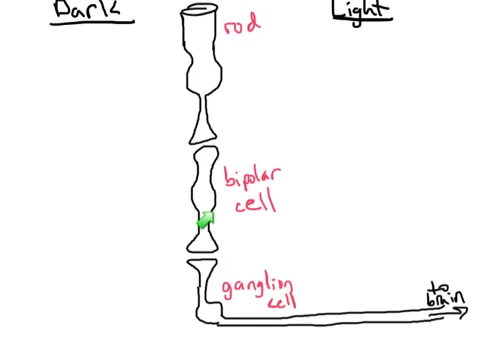 Dark
Light
rod
bipolar
cell
ganglion
cell
to
brain